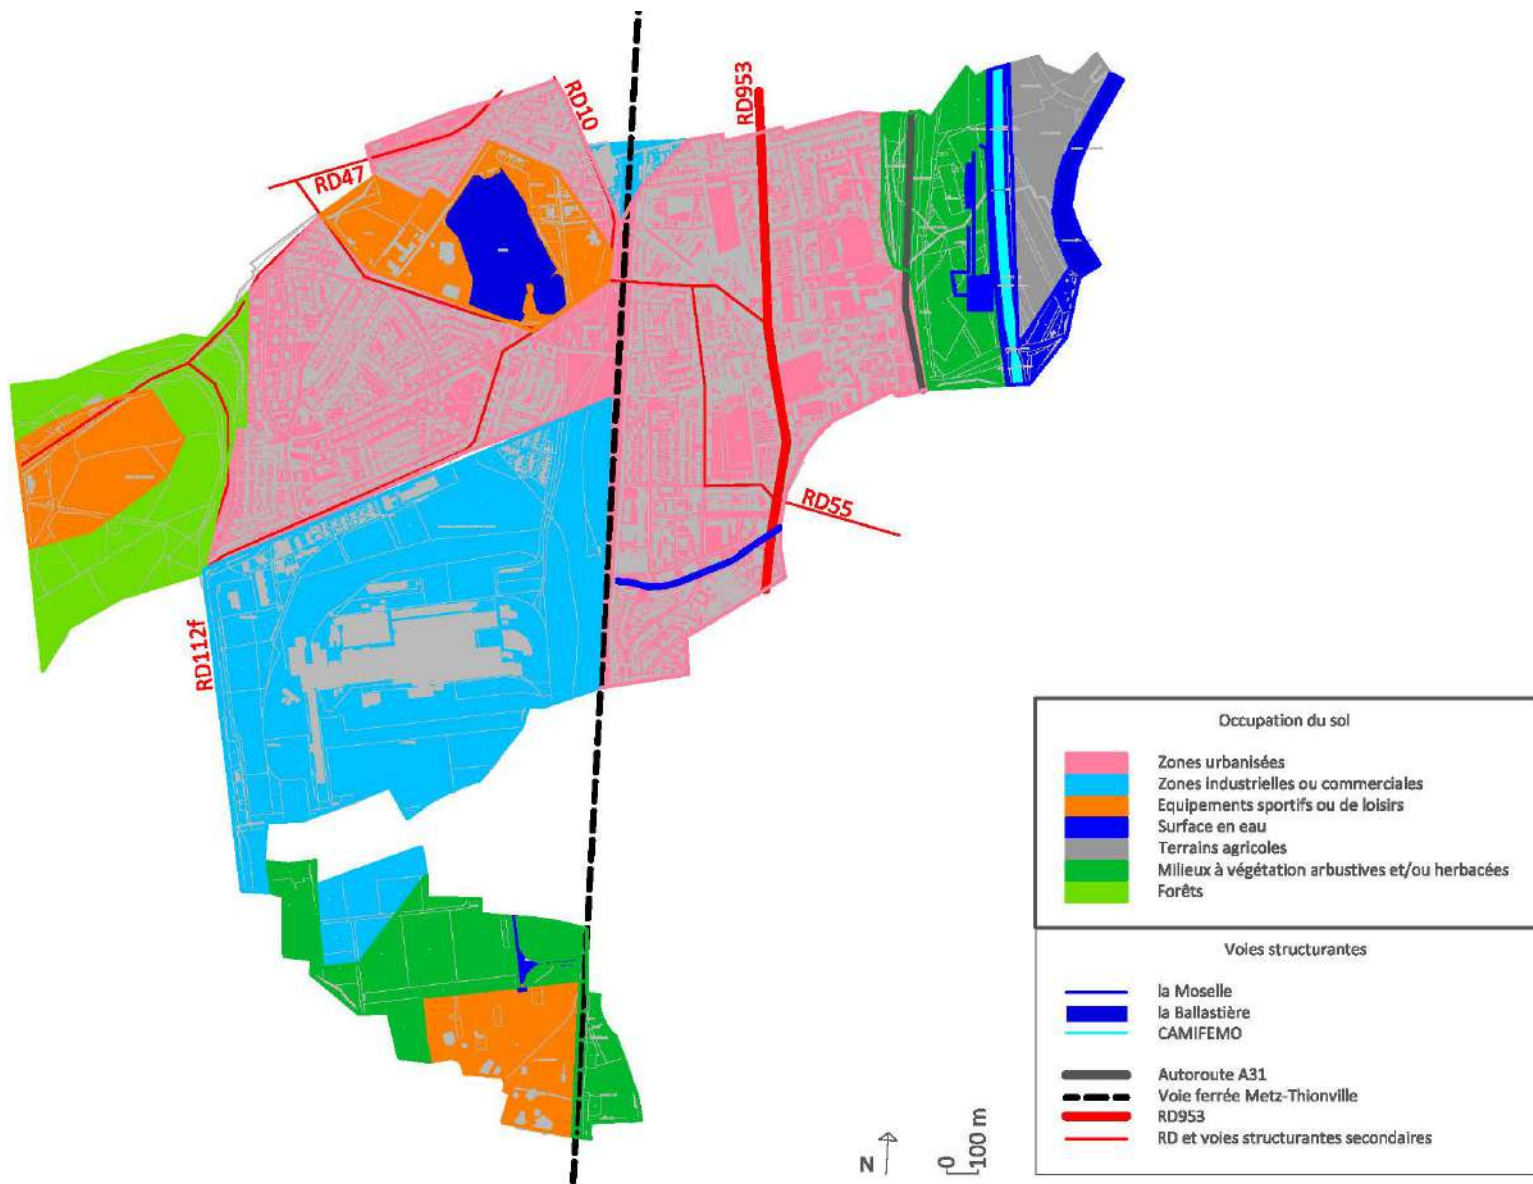 RD10
RD953
RD47
RD55
RD112f
Occupation du sol
Zones urbanisées
Zones industrielles ou commerciales
Equipements sportifs ou de loisirs
Surface en eau
Terrains agricoles
Milieux à végétation arbustives et/ou herbacées
Forêts
Voies structurantes
la Moselle
la Ballastière
CAMIFEMO
Autoroute A31
Voie ferrée Metz-Thionville
RD953
RD et voies structurantes secondaires
N
0
100 m